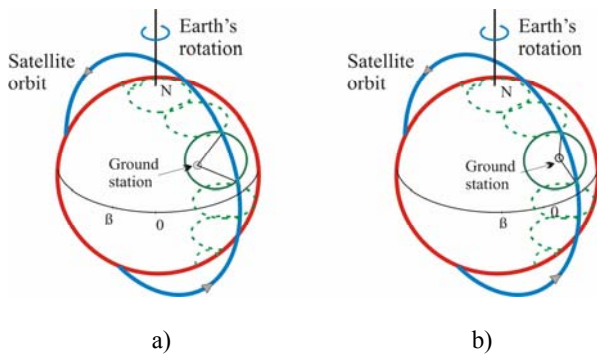 Earth's
rotation
Satellite
orbit
N
Ground
station
ß
0
a)
Earth's
rotation
Satellite
orbit
N
Ground
station
ß
0
b)